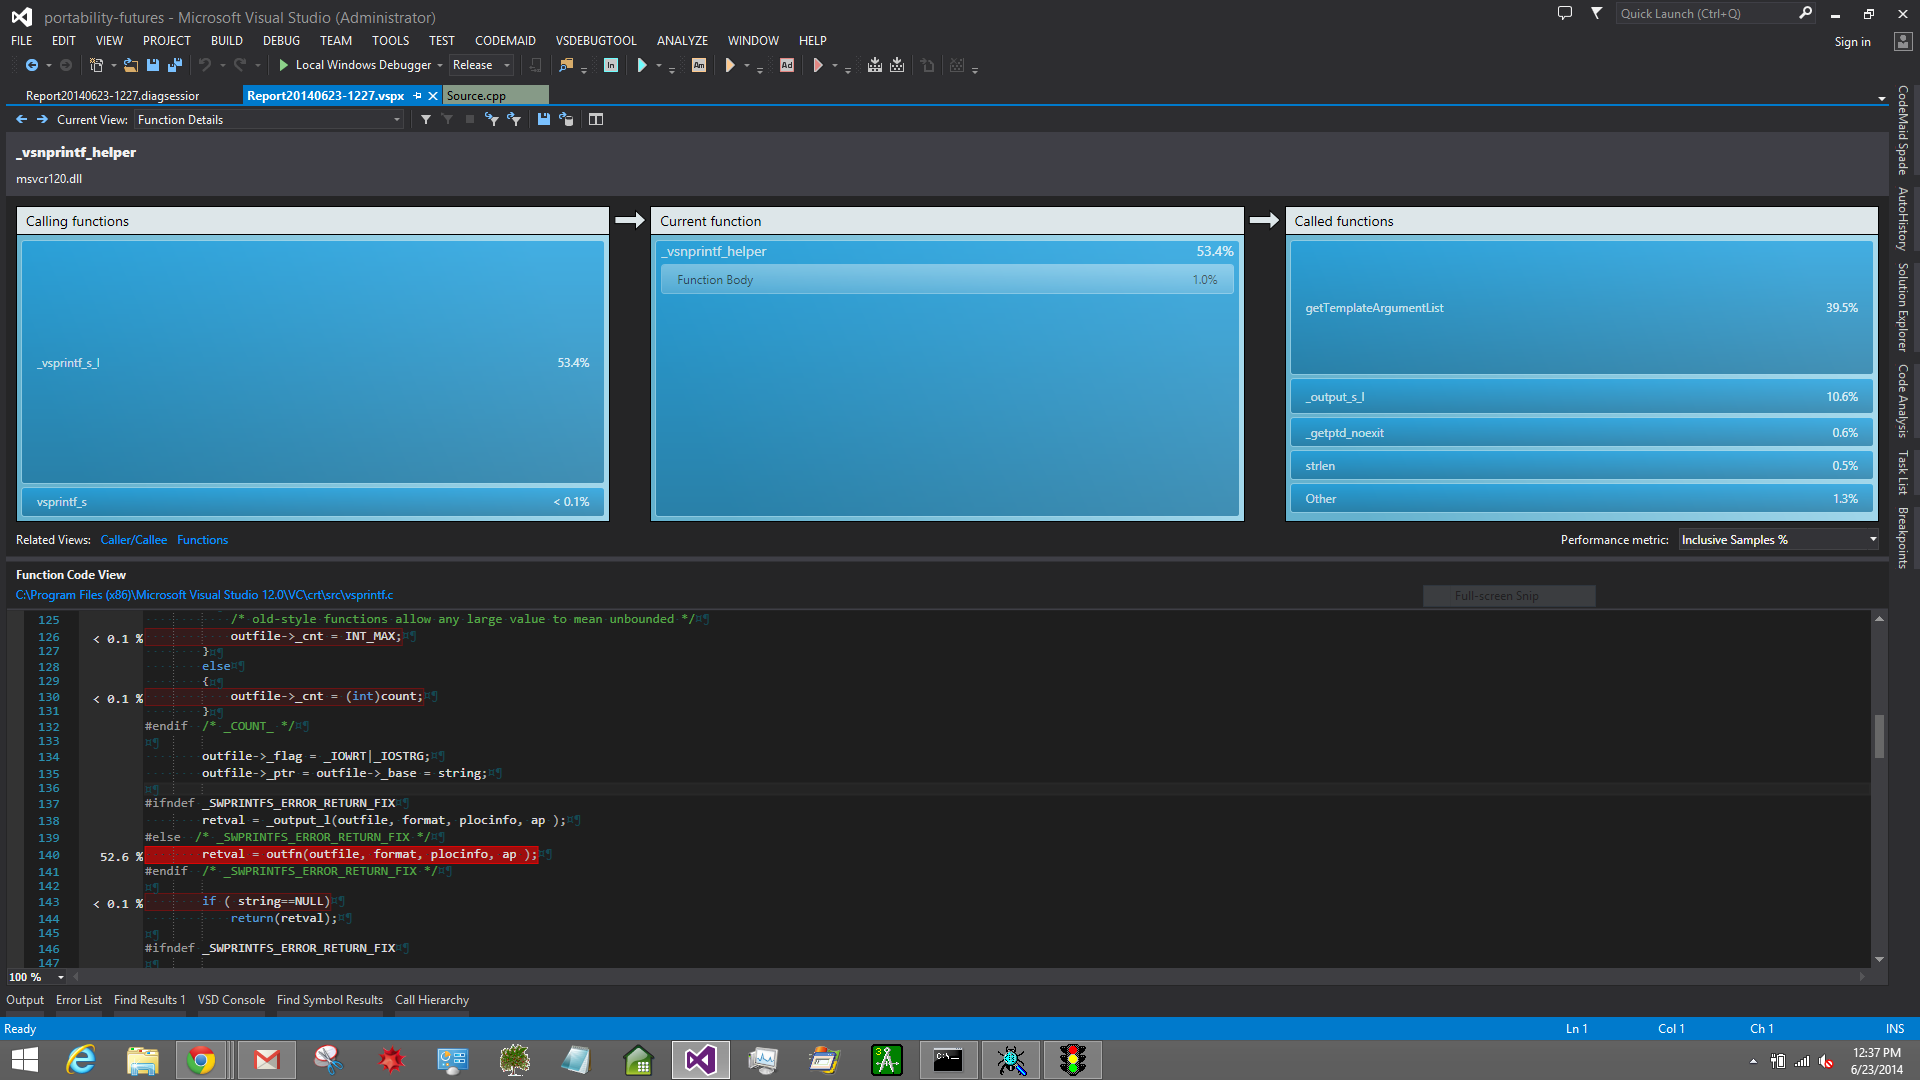 portability-futures - Microsoft Visual Studio (Administrator)
Quick Launch (Ctrl+Q)
FILE EDIT VIEW PROJECT BUILD DEBUG TEAM TOOLS TEST CODEMAID VSDEBUGTOOL ANALYZE WINDOW HELP
Sign in
Local Windows Debugger Release In Am Ad
Report20140623-1227.diagsession Report20140623-1227.vspx Source.cpp
Current View: Function Details
_vsnprintf_helper
msvcr120.dll
Calling functions
_vsprintf_s_l 53.4%
vsprintf_s < 0.1%
Current function
_vsnprintf_helper 53.4%
Function Body 1.0%
Called functions
getTemplateArgumentList 39.5%
_output_s_l 10.6%
_getptd_noexit 0.6%
strlen 0.5%
Other 1.3%
Related Views: Caller/Callee Functions
Performance metric: Inclusive Samples %
Function Code View
C:\Program Files (x86)\Microsoft Visual Studio 12.0\VC\crt\src\vsprintf.c
Full-screen Snip
125 /* old-style functions allow any large value to mean unbounded */¤¶
126 < 0.1 % outfile->_cnt = INT_MAX;¤¶
127 }¤¶
128 else¤¶
129 {¤¶
130 < 0.1 % outfile->_cnt = (int)count;¤¶
131 }¤¶
132 #endif /* _COUNT_ */¤¶
133 ¤¶
134 outfile->_flag = _IOWRT|_IOSTRG;¤¶
135 outfile->_ptr = outfile->_base = string;¤¶
136 ¤¶
137 #ifndef _SWPRINTFS_ERROR_RETURN_FIX¤¶
138 retval = _output_l(outfile, format, plocinfo, ap );¤¶
139 #else /* _SWPRINTFS_ERROR_RETURN_FIX */¤¶
140 52.6 % retval = outfn(outfile, format, plocinfo, ap );¤¶
141 #endif /* _SWPRINTFS_ERROR_RETURN_FIX */¤¶
142 ¤¶
143 < 0.1 % if ( string==NULL)¤¶
144 return(retval);¤¶
145 ¤¶
146 #ifndef _SWPRINTFS_ERROR_RETURN_FIX¤¶
147 ¤¶
100 %
CodeMaid Spade
AutoHistory
Solution Explorer
Code Analysis
Task List
Breakpoints
Output Error List Find Results 1 VSD Console Find Symbol Results Call Hierarchy
Ready Ln 1 Col 1 Ch 1 INS
12:37 PM
6/23/2014